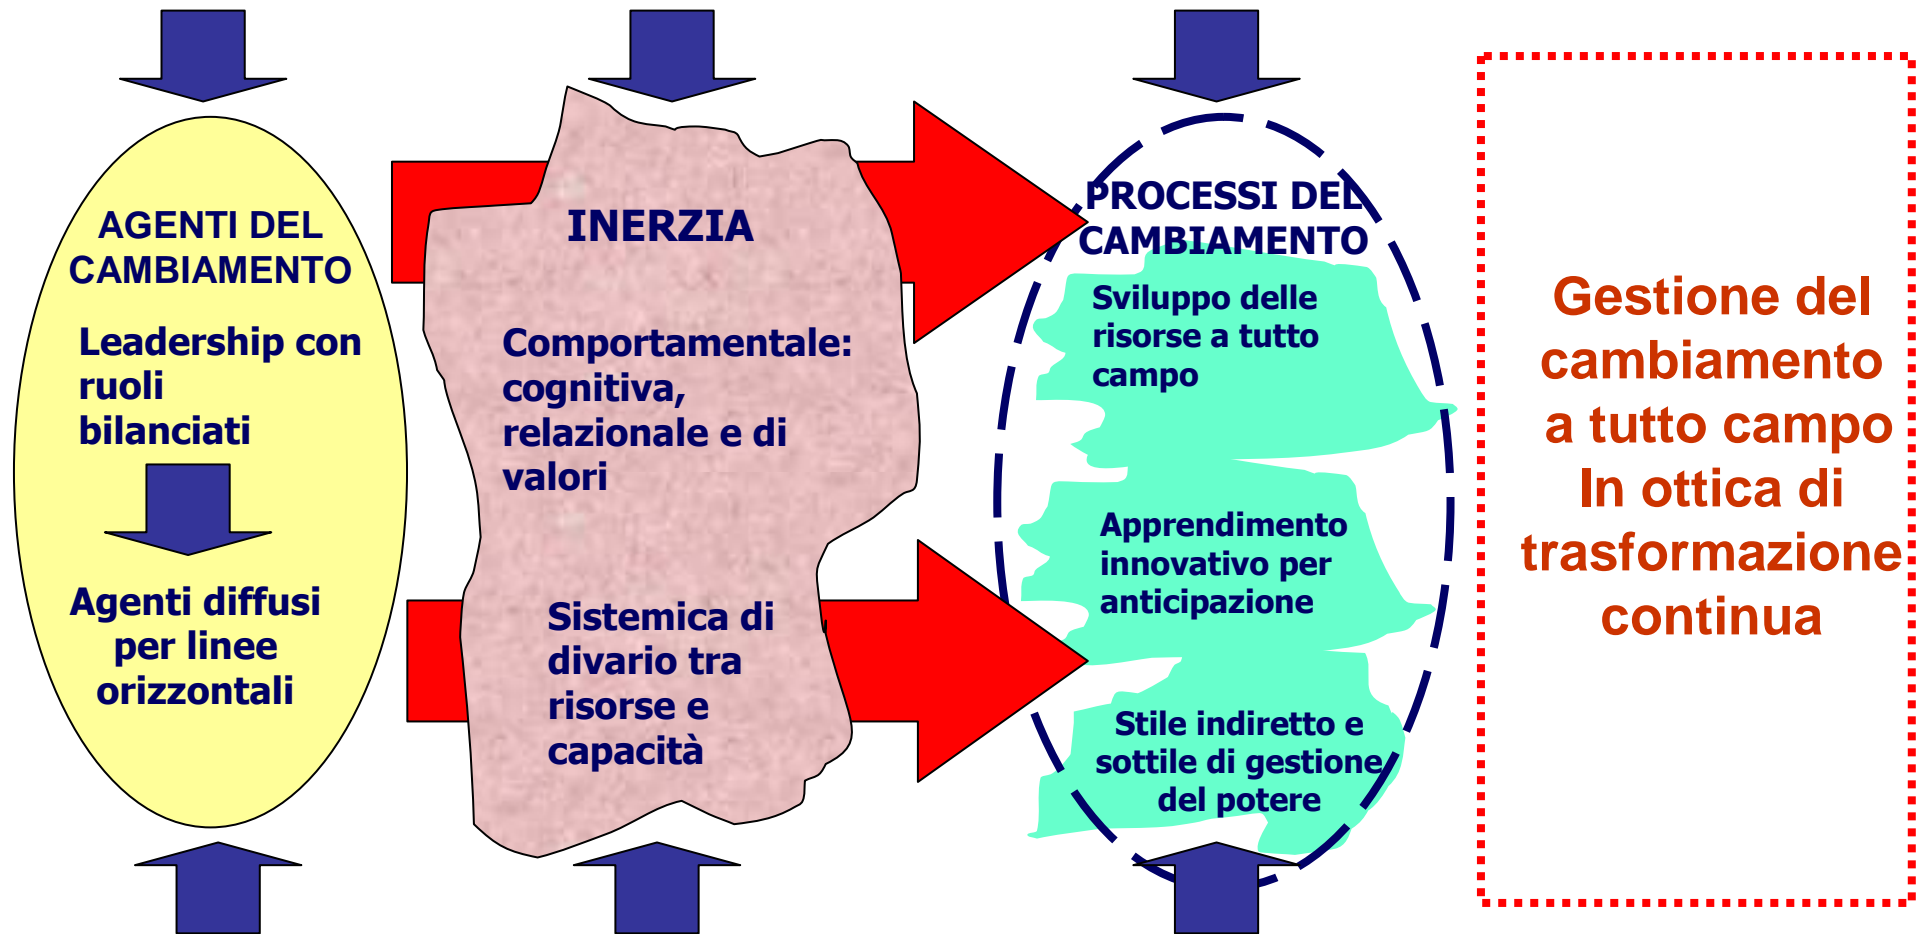 AGENTI DEL
CAMBIAMENTO
Leadership con
ruoli
bilanciati
Agenti diffusi
per linee
orizzontali
INERZIA
Comportamentale:
cognitiva,
relazionale e di
valori
Sistemica di
divario tra
risorse e
capacità
PROCESSI DEL
CAMBIAMENTO
Sviluppo delle
risorse a tutto
campo
Apprendimento
innovativo per
anticipazione
Stile indiretto e
sottile di gestione
del potere
Gestione del
cambiamento
a tutto campo
In ottica di
trasformazione
continua